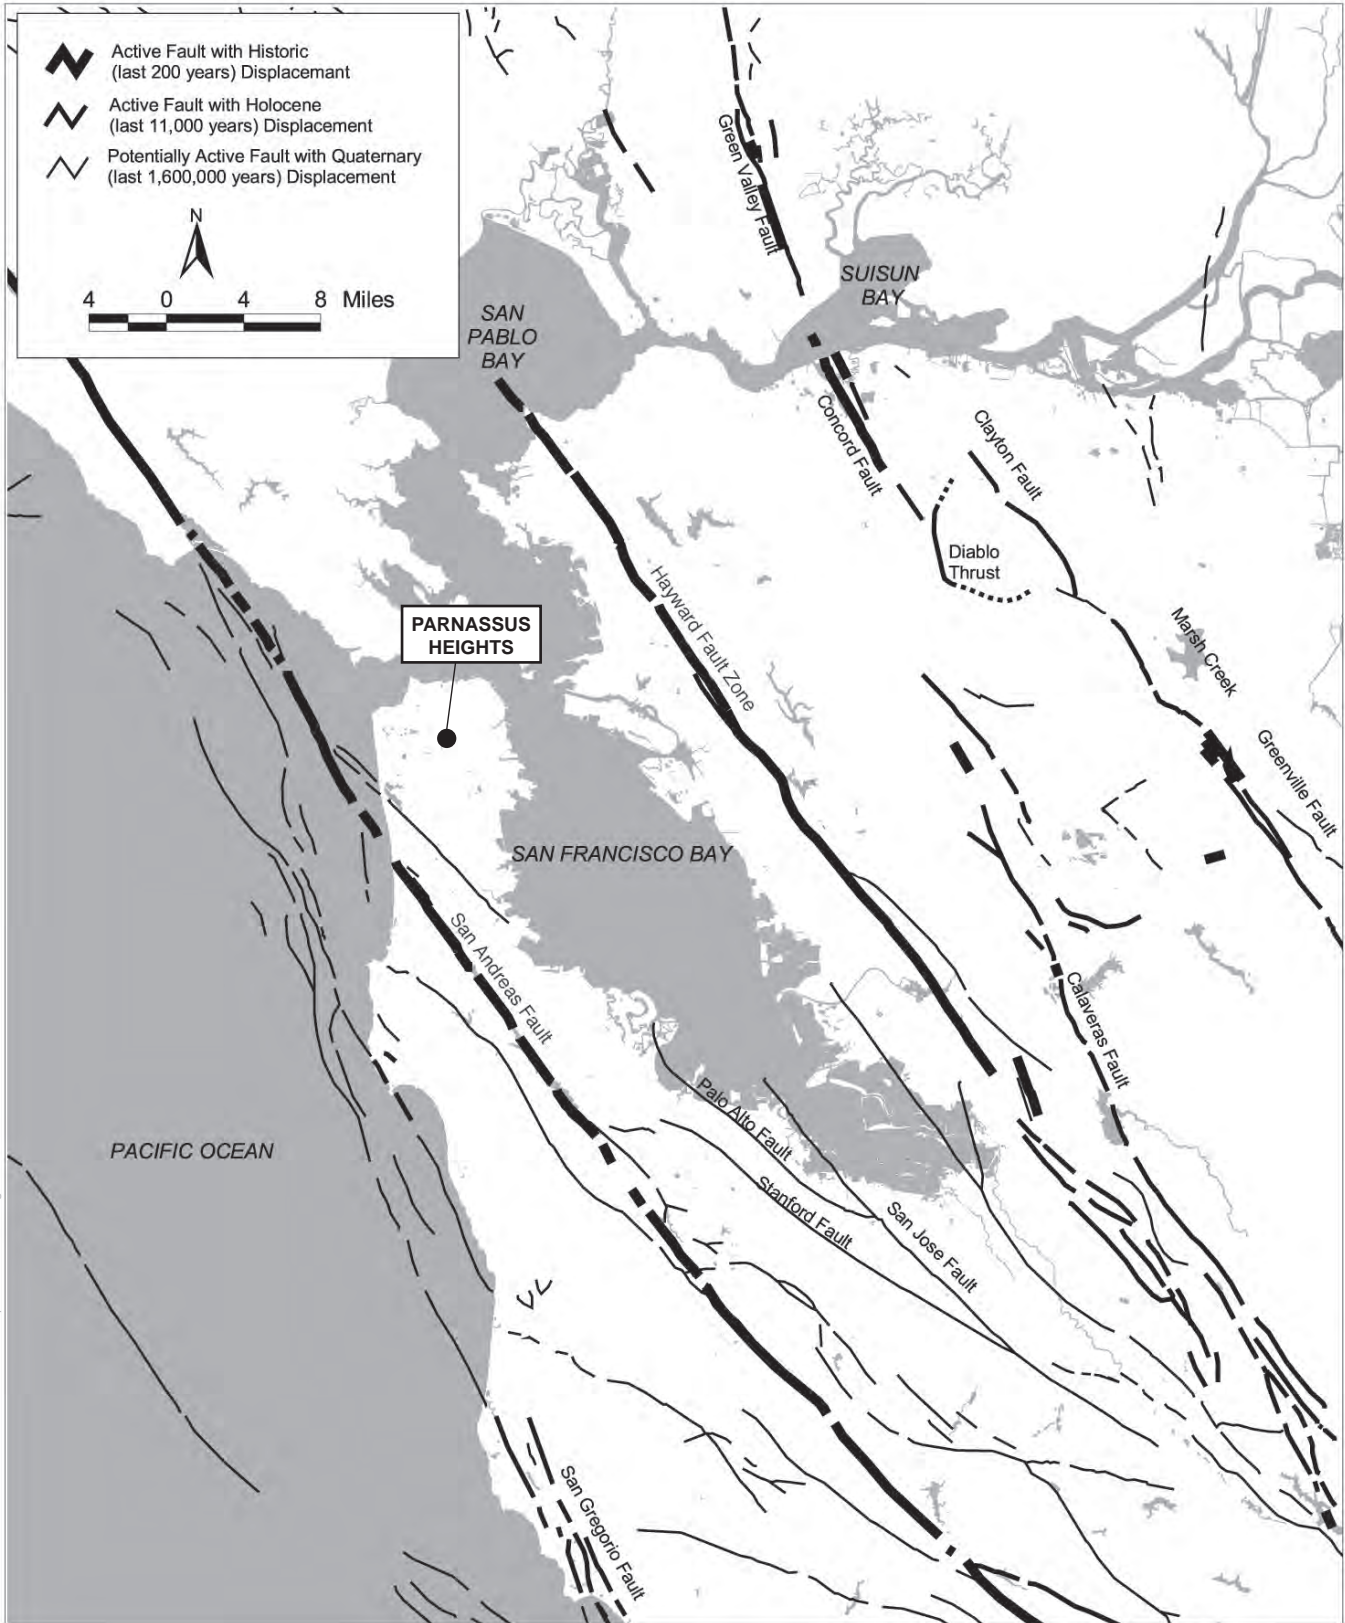 Active Fault with Historic
(last 200 years) Displacemant
Active Fault with Holocene
(last 11,000 years) Displacement
Potentially Active Fault with Quaternary
(last 1,600,000 years) Displacement
N
4 0 4 8 Miles
Green Valley Fault
SUISUN
BAY
SAN
PABLO
BAY
Concord Fault
Clayton Fault
Diablo
Thrust
Hayward Fault Zone
PARNASSUS
HEIGHTS
Marsh Creek
Greenville Fault
SAN FRANCISCO BAY
San Andreas Fault
Calaveras Fault
Palo Alto Fault
PACIFIC OCEAN
Stanford Fault
San Jose Fault
San Gregorio Fault